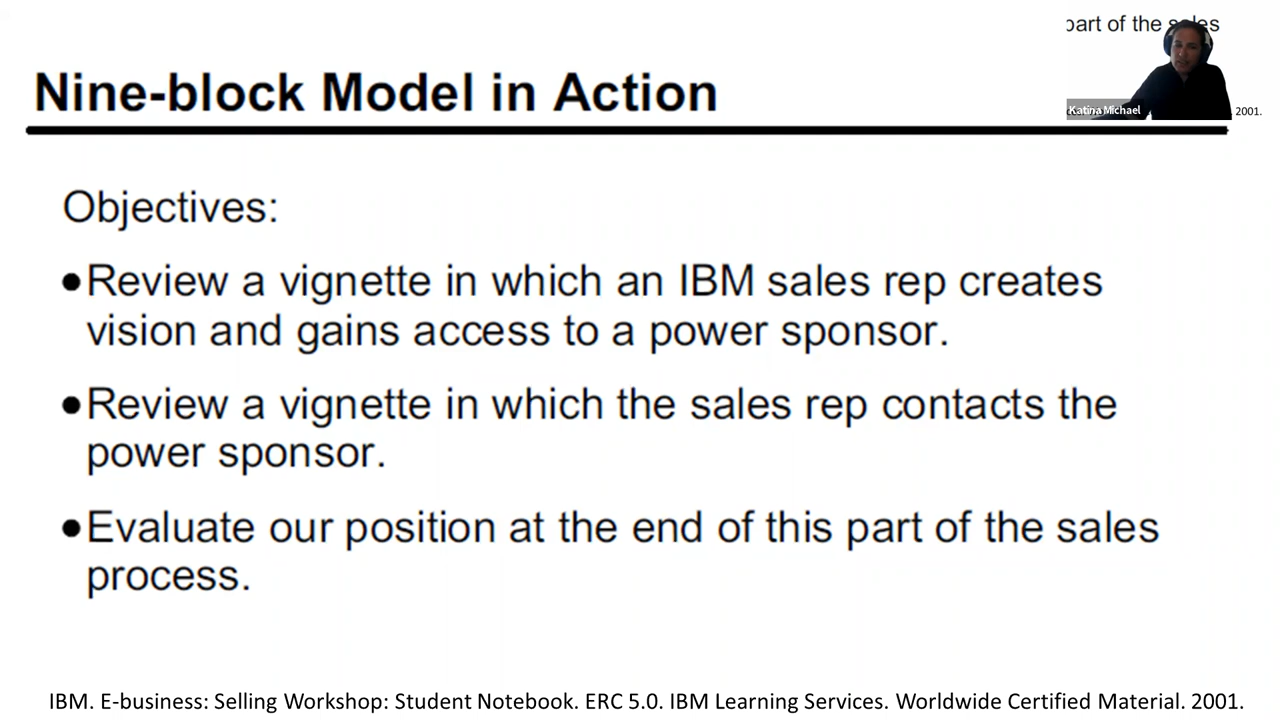 part of the sales
Nine-block Model in Action
Katina Michael
2001.
Objectives:
●Review a vignette in which an IBM sales rep creates
vision and gains access to a power sponsor.
●Review a vignette in which the sales rep contacts the
power sponsor.
●Evaluate our position at the end of this part of the sales
process.
IBM. E-business: Selling Workshop: Student Notebook. ERC 5.0. IBM Learning Services. Worldwide Certified Material. 2001.